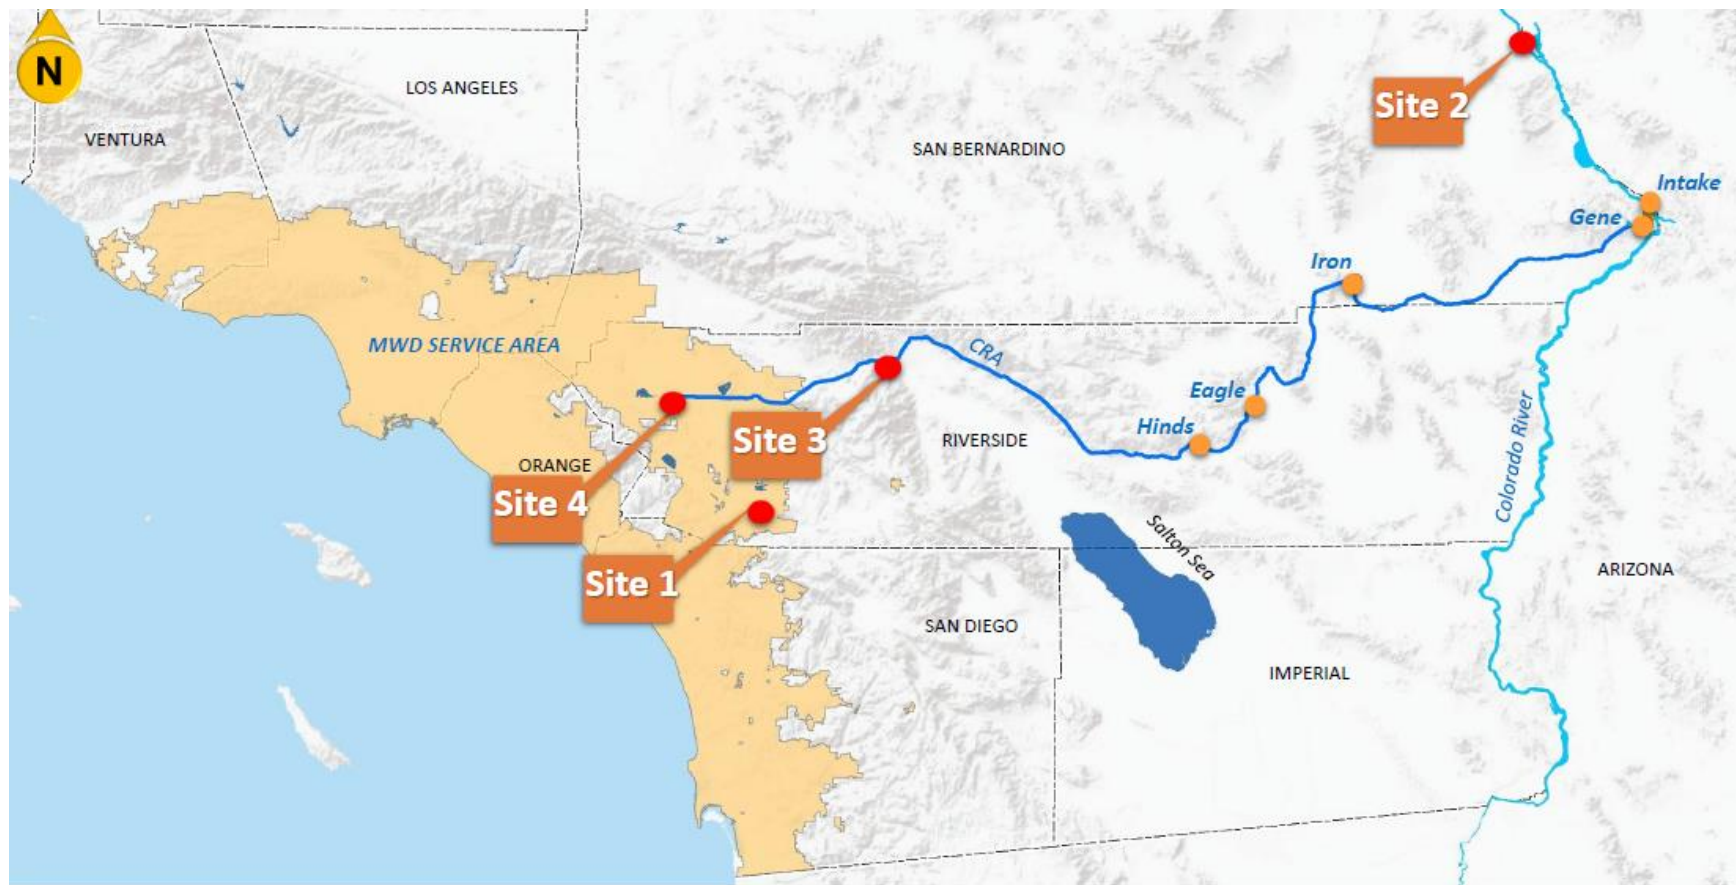 N
LOS ANGELES
VENTURA
Site 2
SAN BERNARDINO
Intake
Gene
Iron
MWD SERVICE AREA
CRA
Eagle
Hinds
Site 3
RIVERSIDE
ORANGE
Site 4
Colorado River
Salton Sea
Site 1
ARIZONA
SAN DIEGO
IMPERIAL